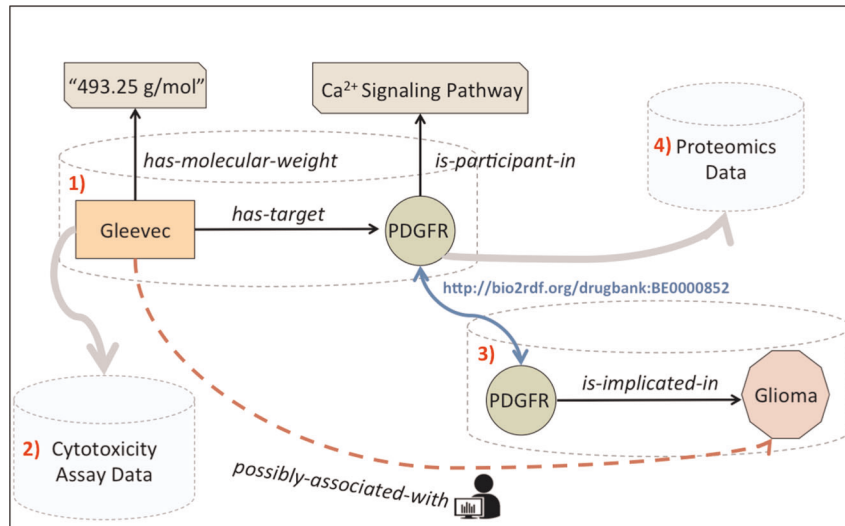 “493.25 g/mol”
Ca²⁺ Signaling Pathway
4) Proteomics
Data
has-molecular-weight
is-participant-in
1)
Gleevec
has-target
PDGFR
http://bio2rdf.org/drugbank:BE0000852
3)
PDGFR
is-implicated-in
Glioma
2) Cytotoxicity
Assay Data
possibly-associated-with